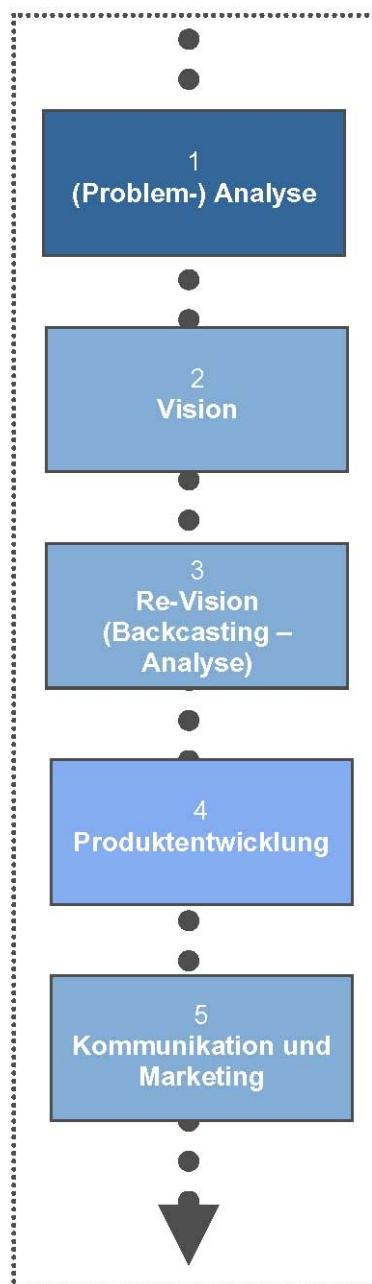 1
(Problem-) Analyse
2
Vision
3
Re-Vision
(Backcasting –
Analyse)
4
Produktentwicklung
5
Kommunikation und
Marketing